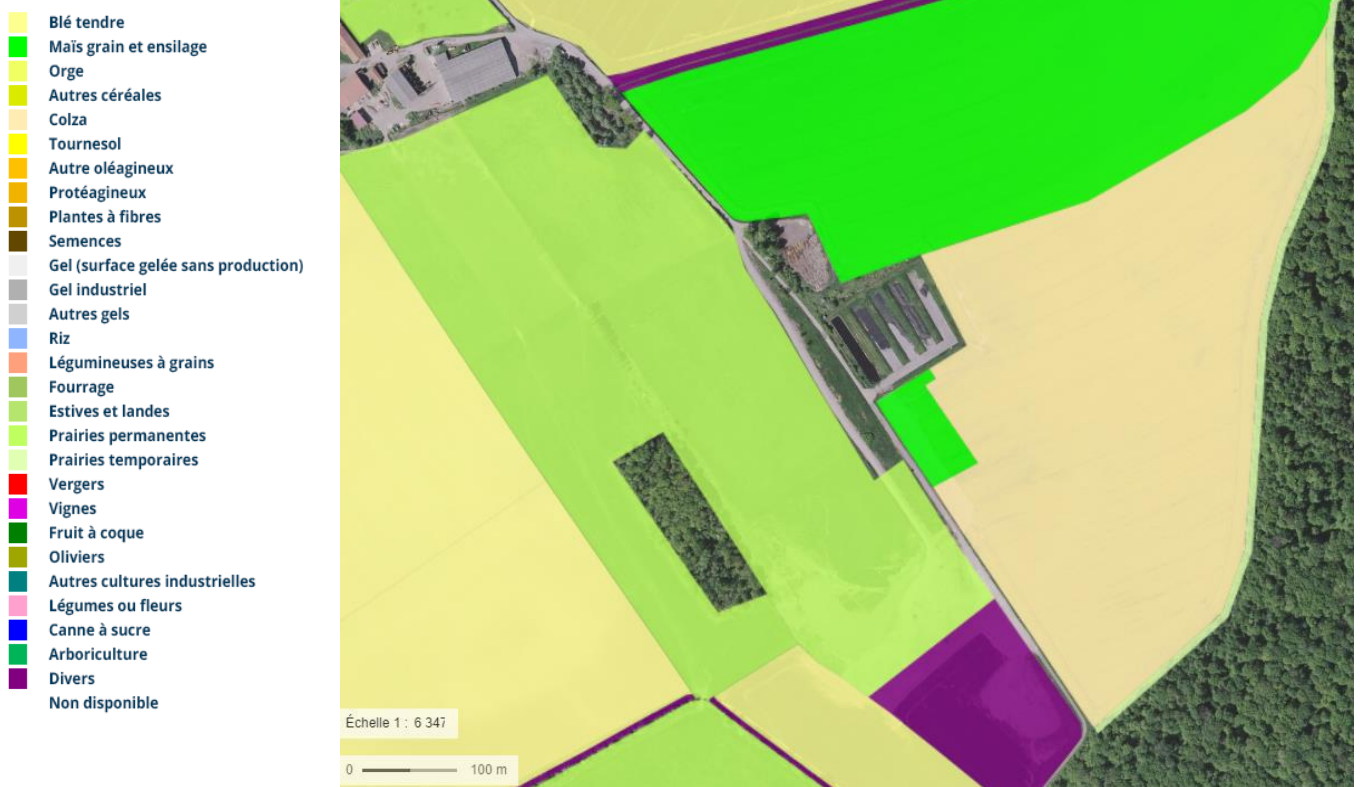 Blé tendre
Maïs grain et ensilage
Orge
Autres céréales
Colza
Tournesol
Autre oléagineux
Protéagineux
Plantes à fibres
Semences
Gel (surface gelée sans production)
Gel industriel
Autres gels
Riz
Légumineuses à grains
Fourrage
Estives et landes
Prairies permanentes
Prairies temporaires
Vergers
Vignes
Fruit à coque
Oliviers
Autres cultures industrielles
Légumes ou fleurs
Canne à sucre
Arboriculture
Divers
Non disponible
Échelle 1 : 6 347
0 100 m